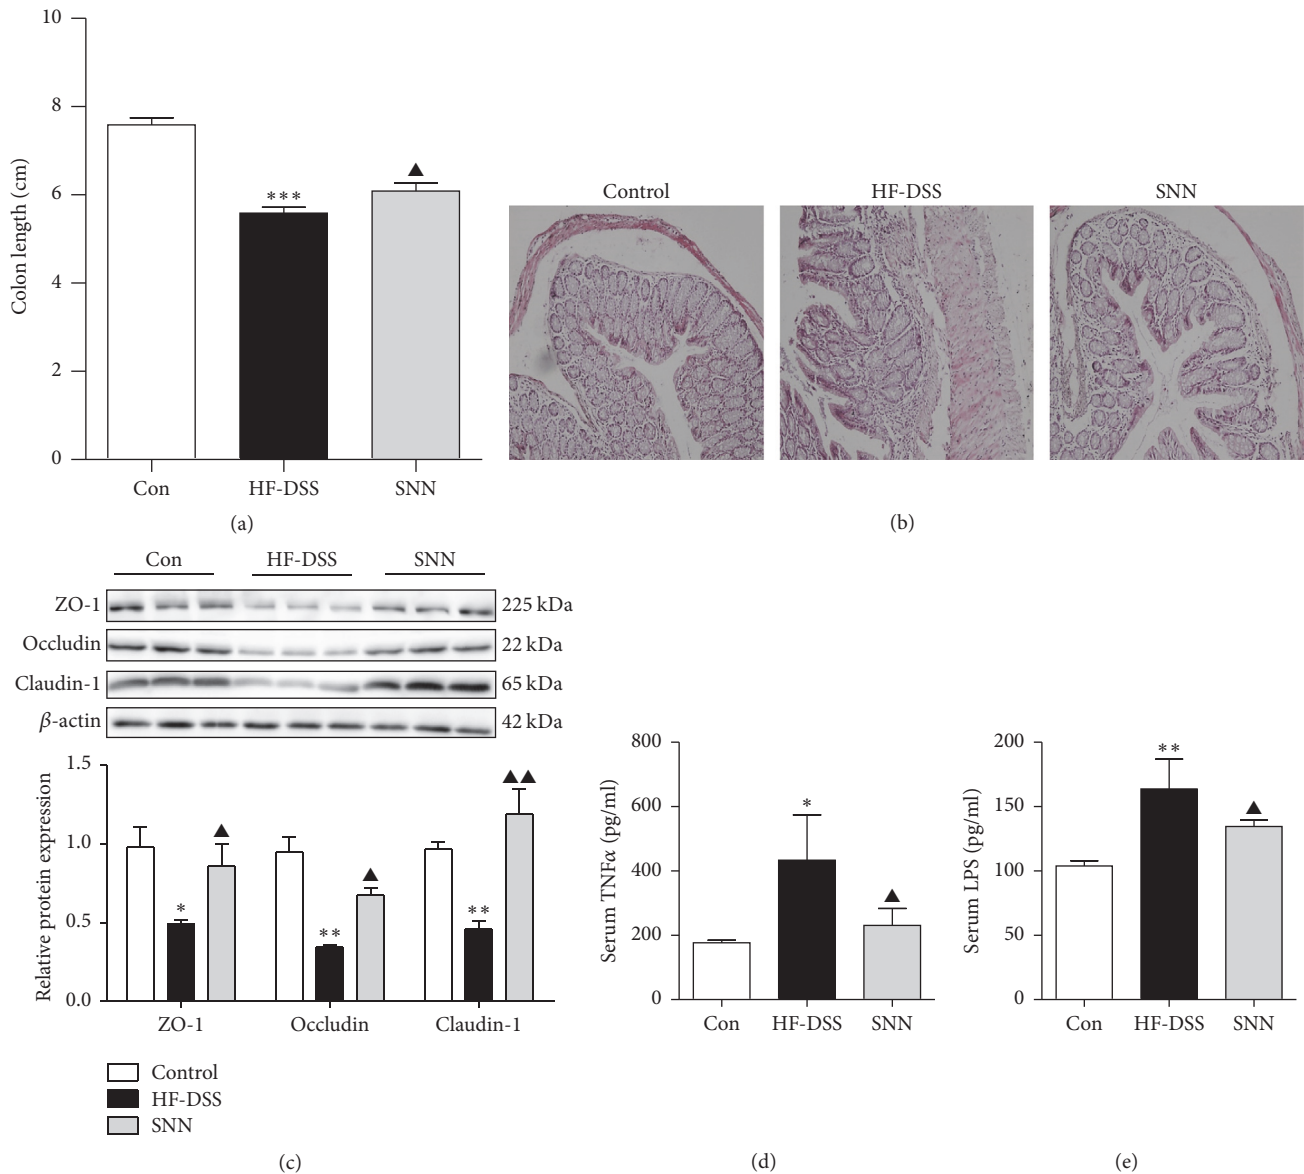 10
8
6
4
2
0
Colon length (cm)
***
▲
Con
HF-DSS
SNN
(a)
Control
HF-DSS
SNN
(b)
Con
HF-DSS
SNN
ZO-1
225 kDa
Occludin
22 kDa
Claudin-1
65 kDa
β-actin
42 kDa
1.5
1.0
0.5
0.0
Relative protein expression
*
▲
**
▲
**
▲▲
ZO-1
Occludin
Claudin-1
Control
HF-DSS
SNN
(c)
800
600
400
200
0
Serum TNFα (pg/ml)
*
▲
Con
HF-DSS
SNN
(d)
200
150
100
50
0
Serum LPS (pg/ml)
**
▲
Con
HF-DSS
SNN
(e)